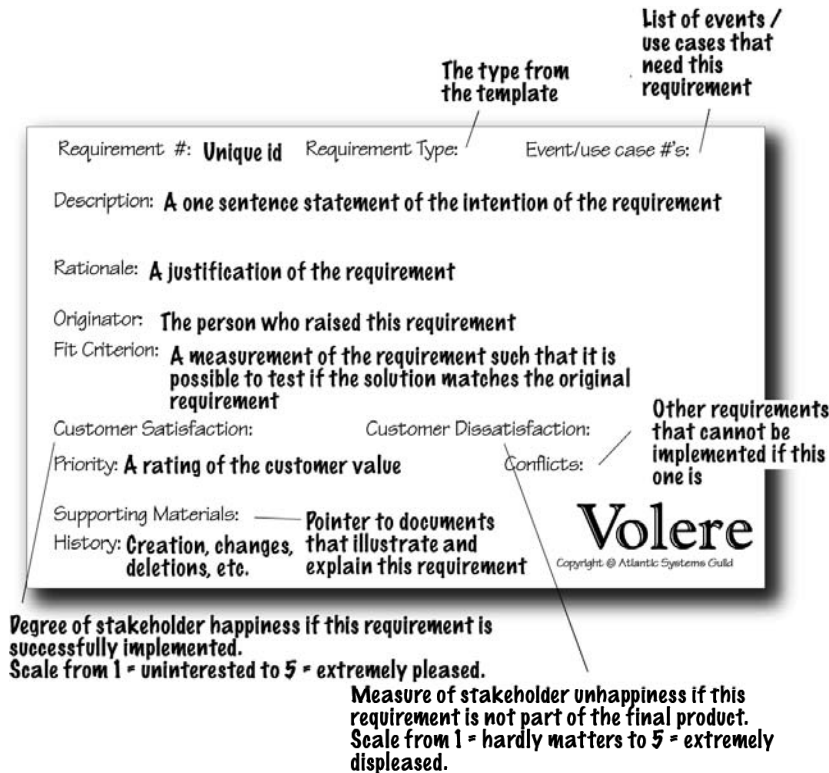 List of events /
use cases that
need this
requirement
The type from
the template
Requirement #: Unique id Requirement Type: Event/use case #'s:
Description: A one sentence statement of the intention of the requirement
Rationale: A justification of the requirement
Originator: The person who raised this requirement
Fit Criterion: A measurement of the requirement such that it is
possible to test if the solution matches the original
requirement
Other requirements
that cannot be
implemented if this
one is
Customer Satisfaction: Customer Dissatisfaction:
Priority: A rating of the customer value Conflicts:
Supporting Materials: Pointer to documents
that illustrate and
explain this requirement
History: Creation, changes,
deletions, etc.
Volere
Copyright @ Atlantic Systems Guild
Degree of stakeholder happiness if this requirement is
successfully implemented.
Scale from 1 = uninterested to 5 = extremely pleased.
Measure of stakeholder unhappiness if this
requirement is not part of the final product.
Scale from 1 = hardly matters to 5 = extremely
displeased.